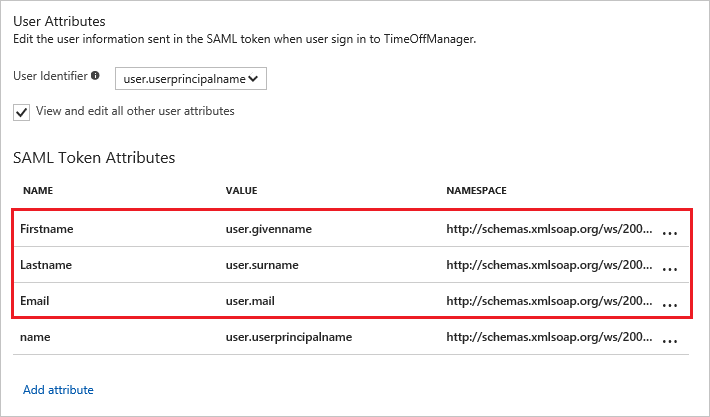 User Attributes
Edit the user information sent in the SAML token when user sign in to TimeOffManager.
User Identifier
user.userprincipalname
View and edit all other user attributes
SAML Token Attributes
NAME VALUE NAMESPACE
Firstname user.givenname http://schemas.xmlsoap.org/ws/200... ...
Lastname user.surname http://schemas.xmlsoap.org/ws/200... ...
Email user.mail http://schemas.xmlsoap.org/ws/200... ...
name user.userprincipalname http://schemas.xmlsoap.org/ws/200... ...
Add attribute